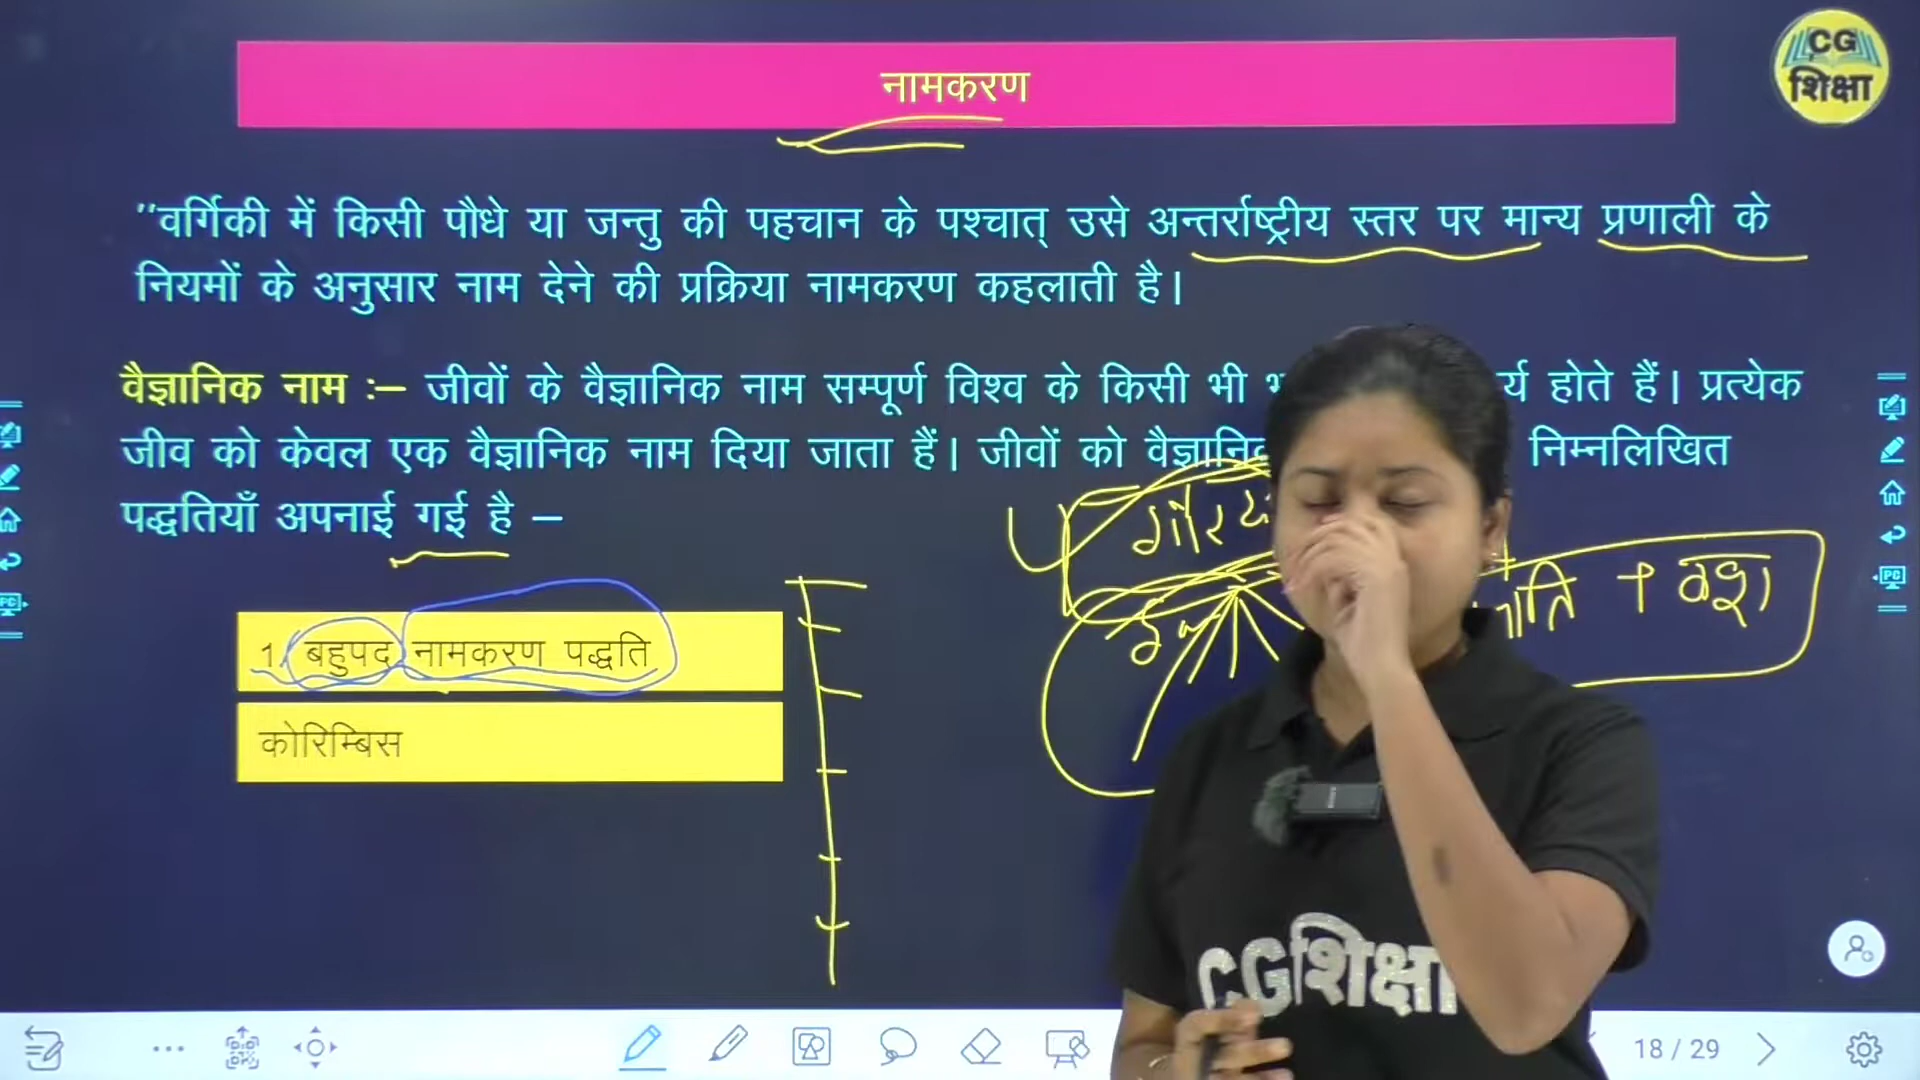 नामकरण
CG
शिक्षा
"वर्गिकी में किसी पौधे या जन्तु की पहचान के पश्चात् उसे अन्तर्राष्ट्रीय स्तर पर मान्य प्रणाली के
नियमों के अनुसार नाम देने की प्रक्रिया नामकरण कहलाती है।
वैज्ञानिक नाम :– जीवों के वैज्ञानिक नाम सम्पूर्ण विश्व के किसी भी र्य होते हैं। प्रत्येक
जीव को केवल एक वैज्ञानिक नाम दिया जाता हैं। जीवों को निम्नलिखित
पद्धतियाँ अपनाई गई है –
1. बहुपद नामकरण पद्धति
कोरिम्बिस
+ वंश
CGशिक्षा
18 / 29